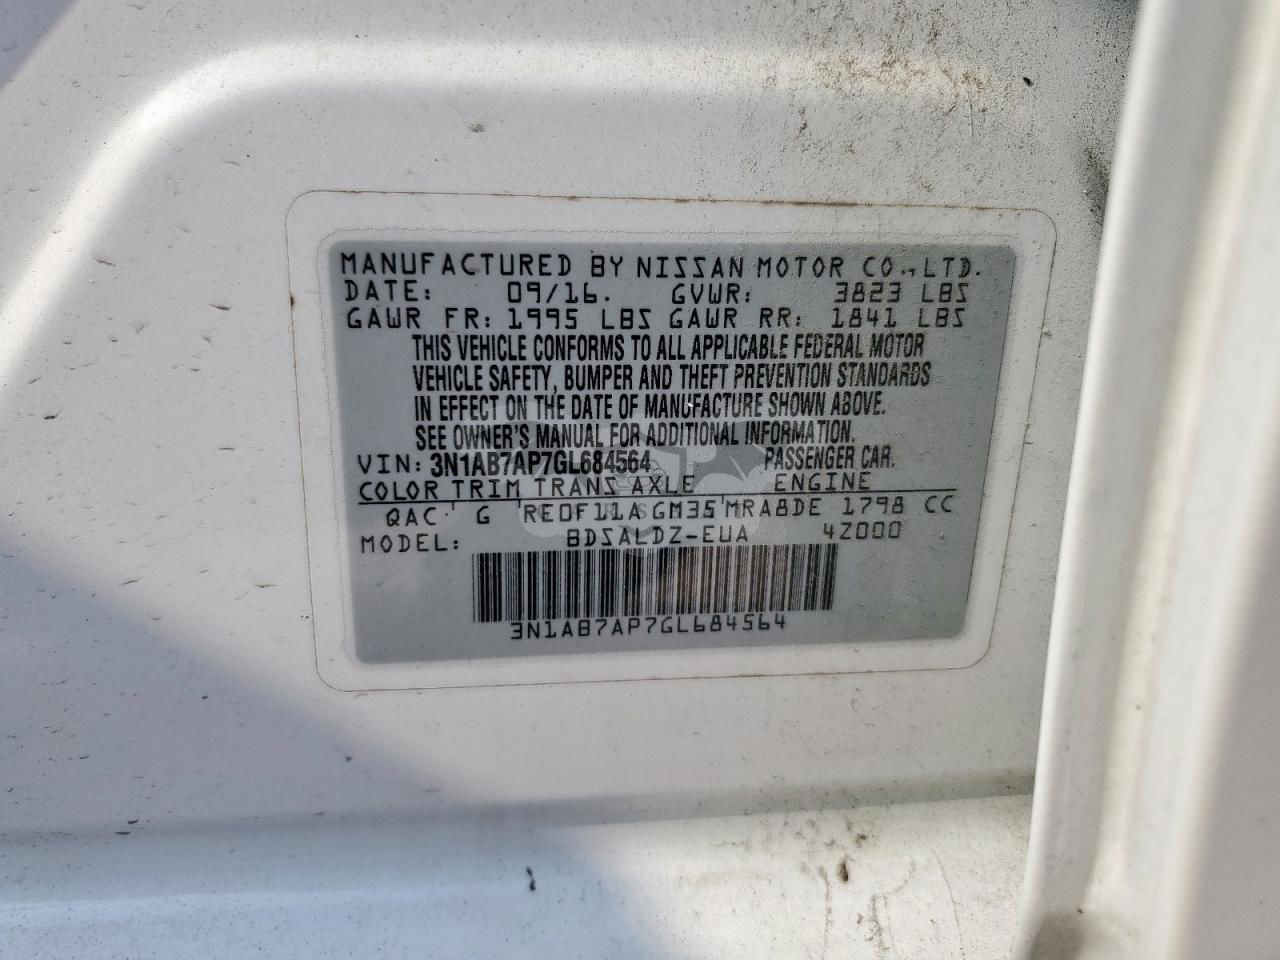 MANUFACTURED BY NISSAN MOTOR CO., LTD.
DATE: 09/16. GVWR: 3823 LBS
GAWR FR: 1995 LBS GAWR RR: 1841 LBS
THIS VEHICLE CONFORMS TO ALL APPLICABLE FEDERAL MOTOR
VEHICLE SAFETY, BUMPER AND THEFT PREVENTION STANDARDS
IN EFFECT ON THE DATE OF MANUFACTURE SHOWN ABOVE.
SEE OWNER'S MANUAL FOR ADDITIONAL INFORMATION.
VIN: 3N1AB7AP7GL684564 PASSENGER CAR.
COLOR TRIM TRANS AXLE ENGINE
QAC G RE0F11A GM35 MRA8DE 1798 CC
MODEL: BDSALDZ-EUA 4Z000
3N1AB7AP7GL684564